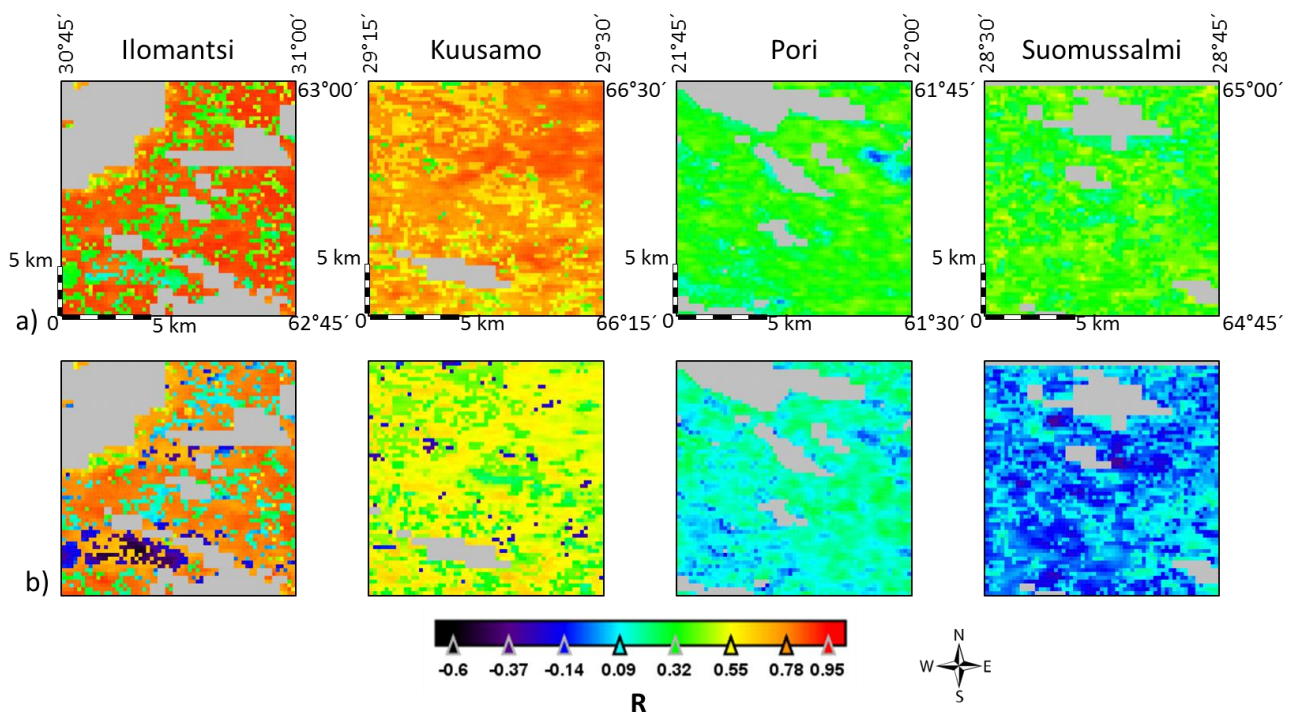 30°45´ Ilomantsi 31°00´ 29°15´ Kuusamo 29°30´ 21°45´ Pori 22°00´ 28°30´ Suomussalmi 28°45´
63°00´ 66°30´ 61°45´ 65°00´
5 km 5 km 5 km 5 km
a) 0 5 km 62°45´ 0 5 km 66°15´ 0 5 km 61°30´ 0 5 km 64°45´
b)
-0.6 -0.37 -0.14 0.09 0.32 0.55 0.78 0.95
R
N
W E
S